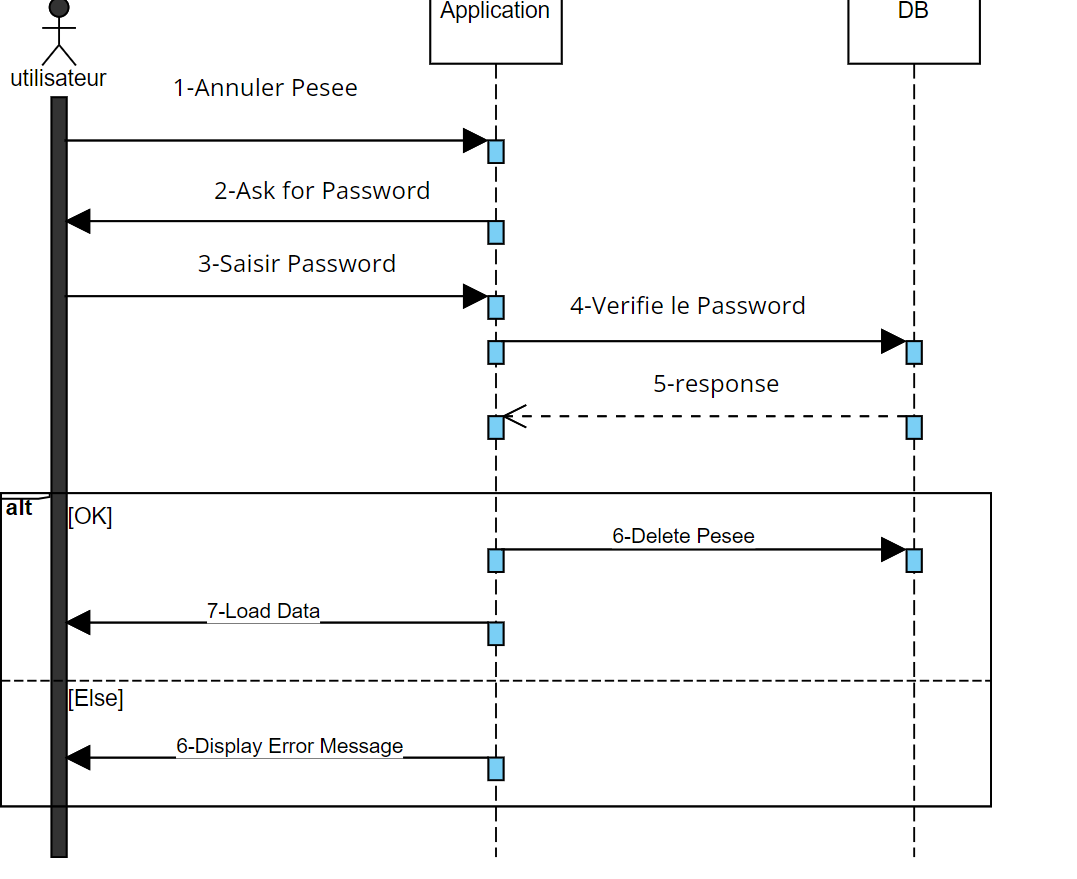 Application
DB
utilisateur
1-Annuler Pesee
2-Ask for Password
3-Saisir Password
4-Verifie le Password
5-response
alt
[OK]
6-Delete Pesee
7-Load Data
[Else]
6-Display Error Message